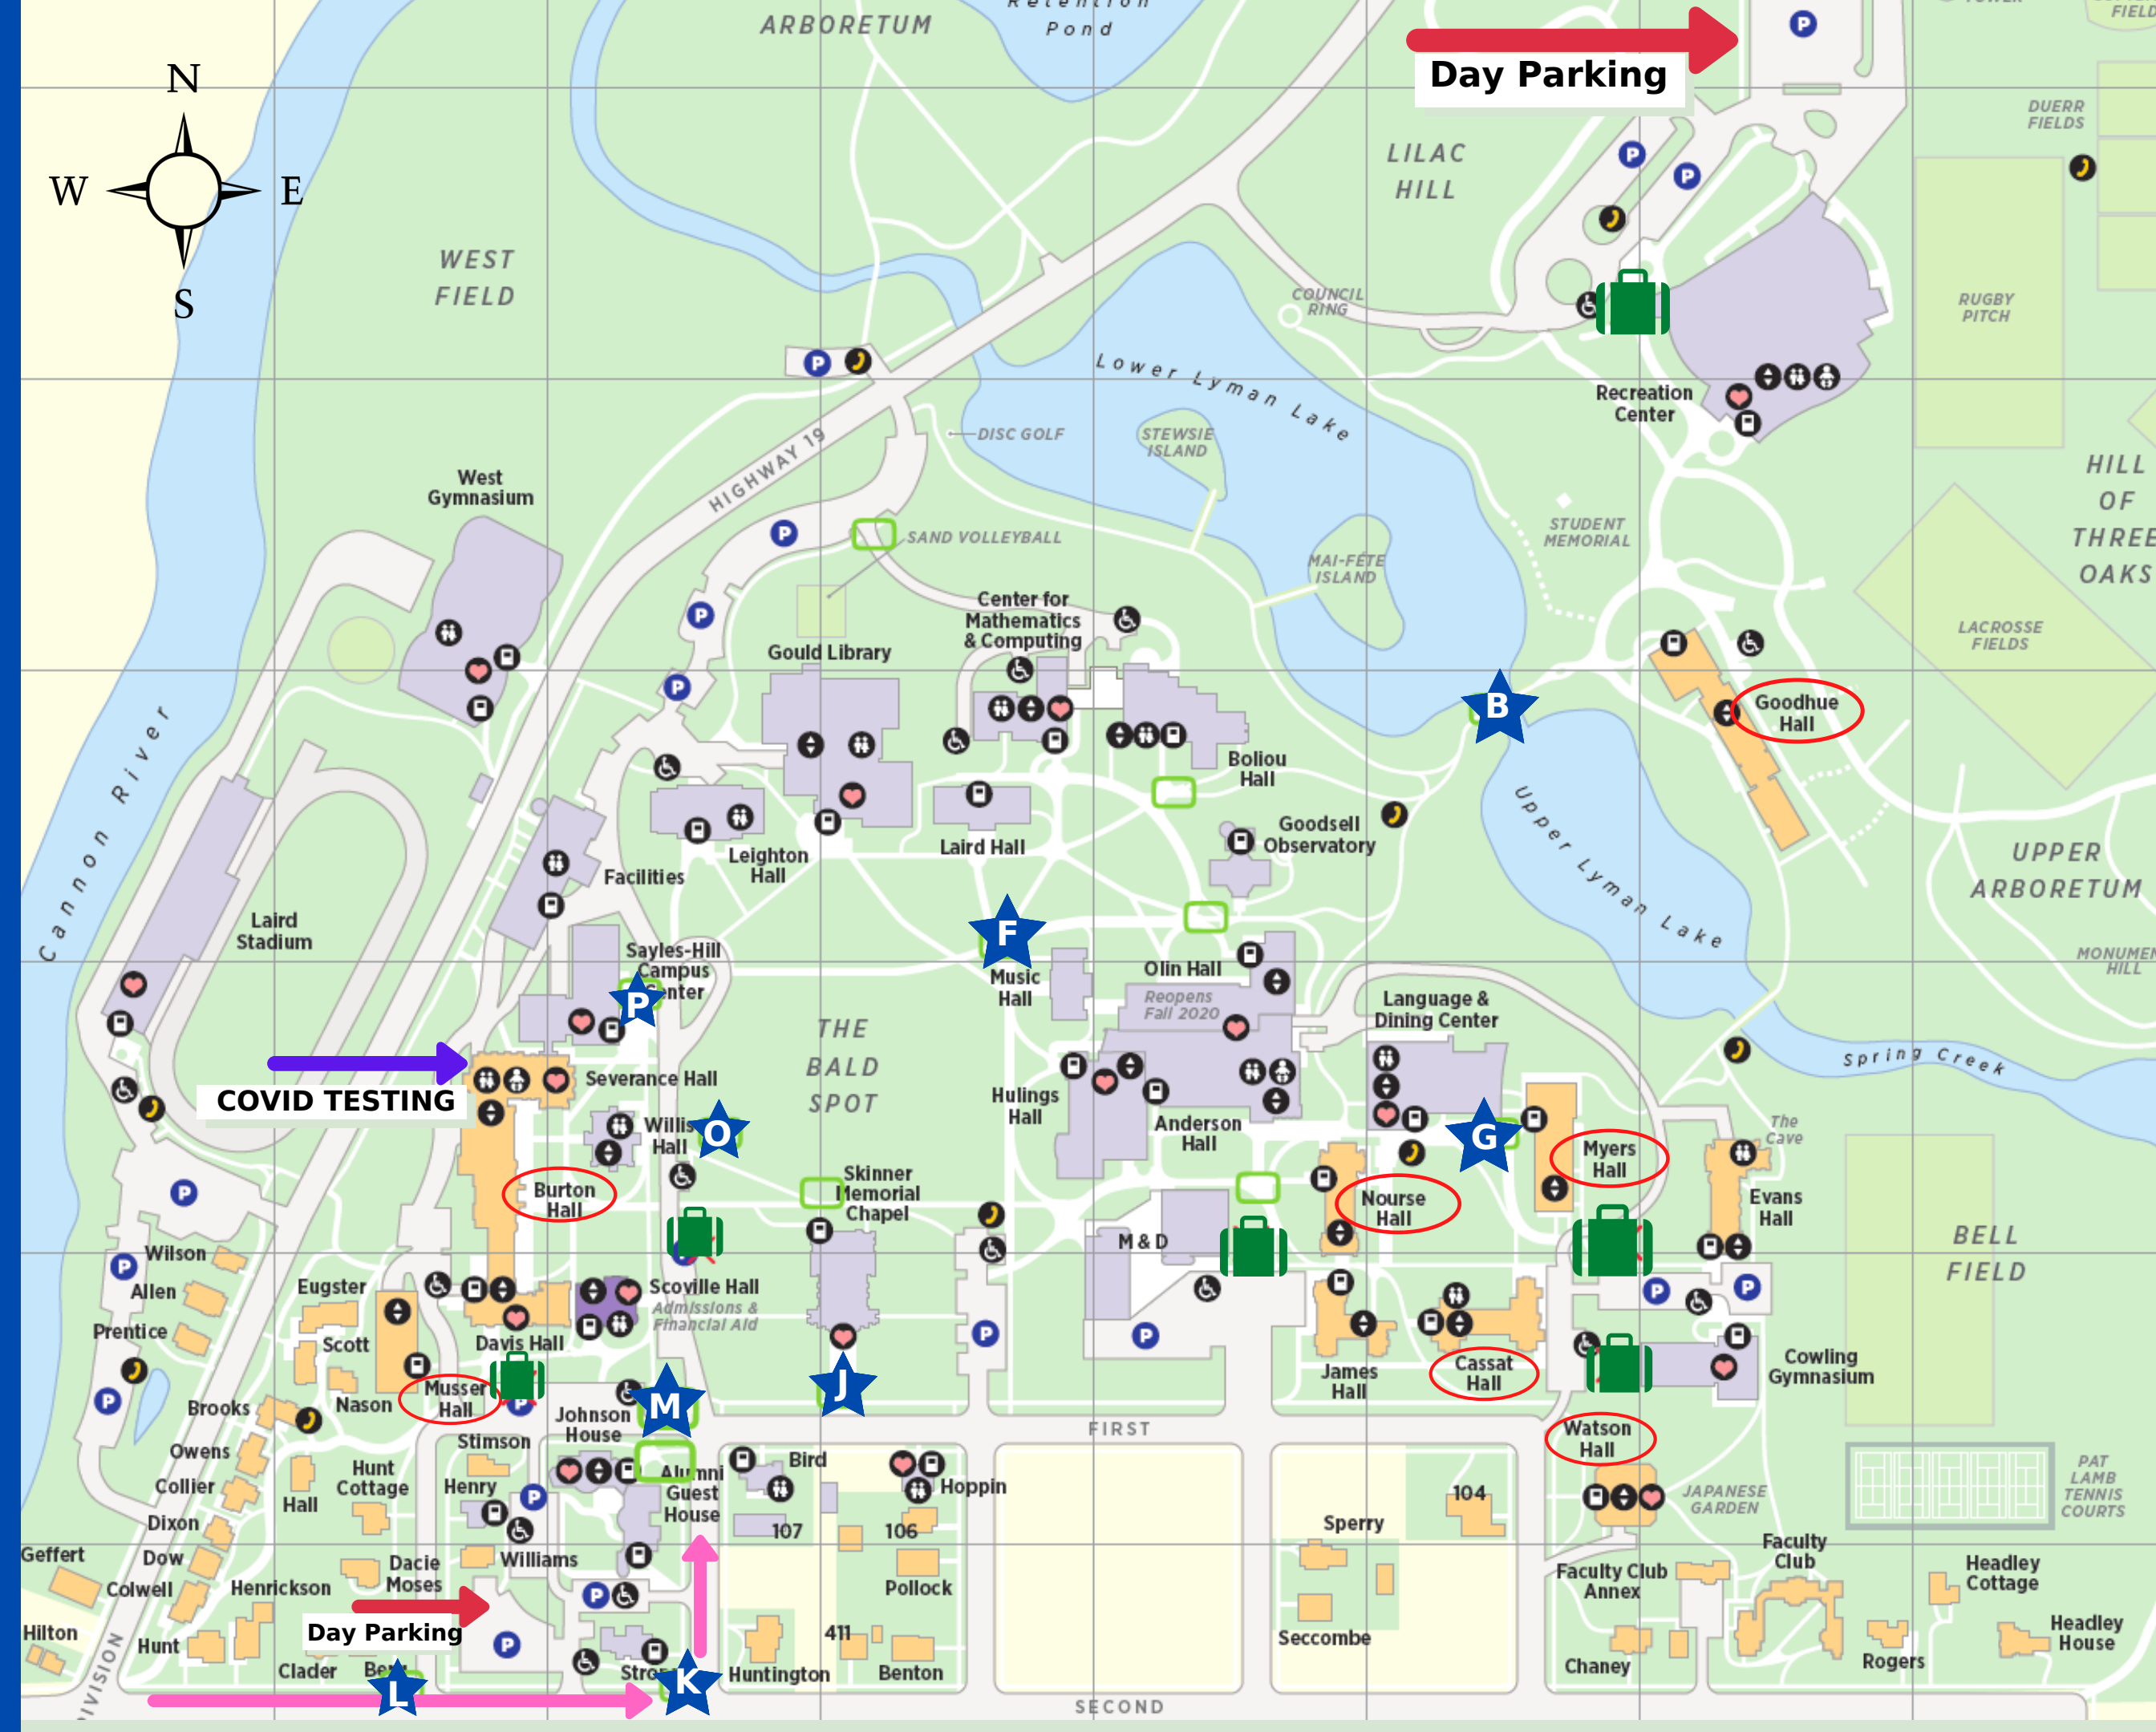 ARBORETUM
Retention
Pond
P
TOWER
FIELD
N
W
E
S
Day Parking
DUERR
FIELDS
LILAC
HILL
P
P
WEST
FIELD
COUNCIL
RING
RUGBY
PITCH
P
Lower Lyman Lake
Recreation
Center
HIGHWAY 19
DISC GOLF
STEWSIE
ISLAND
HILL
OF
THREE
OAKS
West
Gymnasium
P
SAND VOLLEYBALL
STUDENT
MEMORIAL
MAI-FÊTE
ISLAND
P
Center for
Mathematics
& Computing
LACROSSE
FIELDS
Gould Library
P
B
Goodhue
Hall
Cannon River
Boliou
Hall
Upper Lyman Lake
Goodsell
Observatory
Laird Hall
Leighton
Hall
Facilities
UPPER
ARBORETUM
Laird
Stadium
F
Sayles-Hill
Campus
Center
P
Music
Hall
Olin Hall
Reopens
Fall 2020
Language &
Dining Center
MONUMENT
HILL
THE
BALD
SPOT
Spring Creek
COVID TESTING
Severance Hall
Hulings
Hall
Anderson
Hall
Willis
Hall
O
G
Myers
Hall
The
Cave
Burton
Hall
Skinner
Memorial
Chapel
Nourse
Hall
Evans
Hall
P
M & D
BELL
FIELD
Wilson
P
Allen
Eugster
Scoville Hall
Admissions &
Financial Aid
P
P
Prentice
Scott
Davis Hall
P
P
James
Hall
Cassat
Hall
Cowling
Gymnasium
P
Musser
Hall
P
Nason
Brooks
Johnson
House
M
J
FIRST
Watson
Hall
Owens
Stimson
Collier
Hunt
Cottage
Henry
P
Alumni
Guest
House
Bird
Hoppin
104
JAPANESE
GARDEN
PAT
LAMB
TENNIS
COURTS
Hall
Dixon
107
106
Sperry
Faculty
Club
Geffert
Dow
Dacie
Moses
Williams
Colwell
Henrickson
P
Pollock
Faculty Club
Annex
Headley
Cottage
Day Parking
Hilton
Hunt
P
411
Seccombe
Headley
House
Clader
L
K
Huntington
Benton
Chaney
Rogers
DIVISION
SECOND